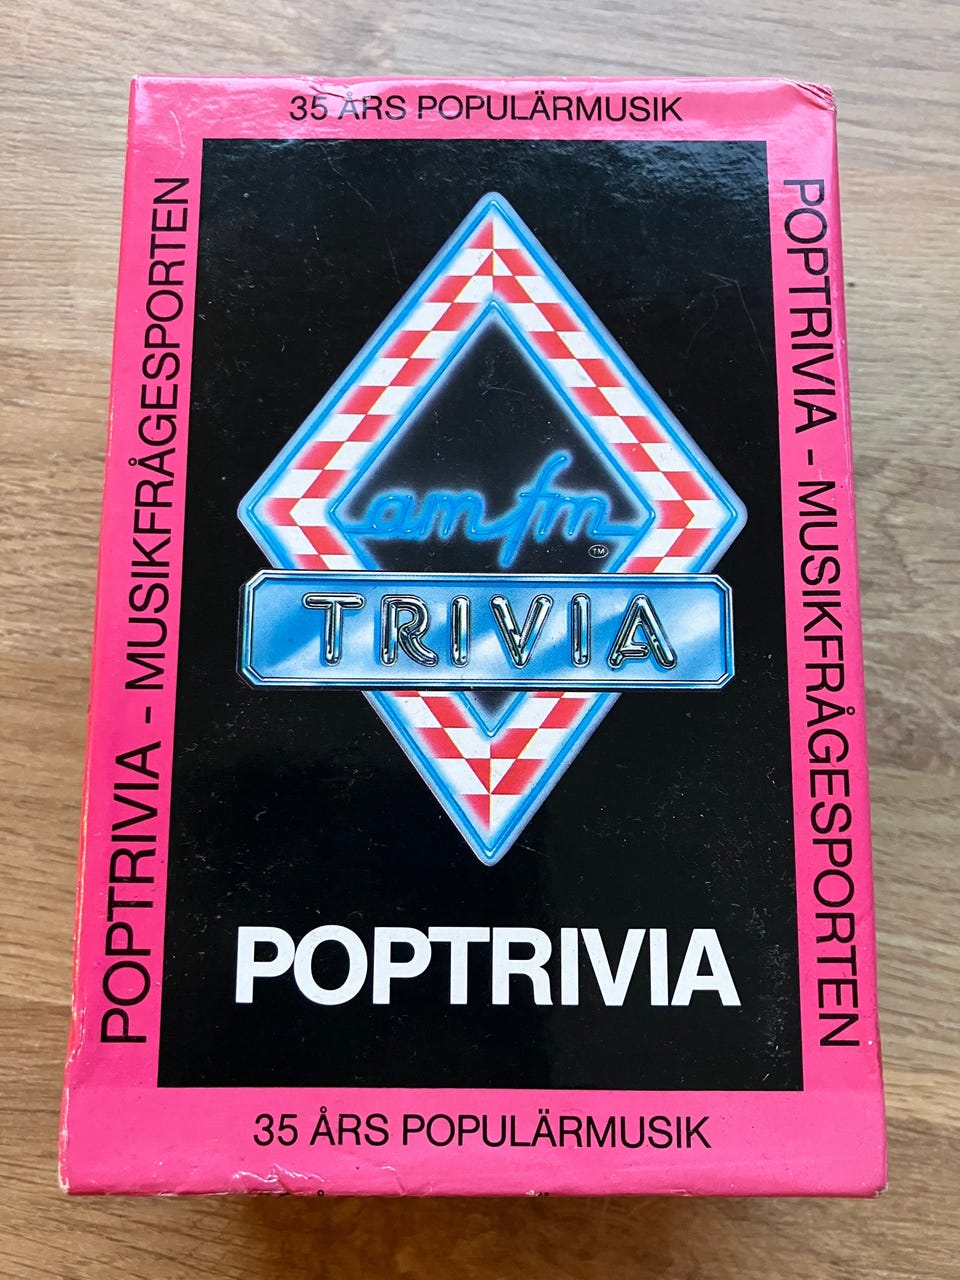 35 ÅRS POPULÄRMUSIK
POPTRIVIA - MUSIKFRÅGESPORTEN
POPTRIVIA - MUSIKFRÅGESPORTEN
am fm
TM
TRIVIA
POPTRIVIA
35 ÅRS POPULÄRMUSIK